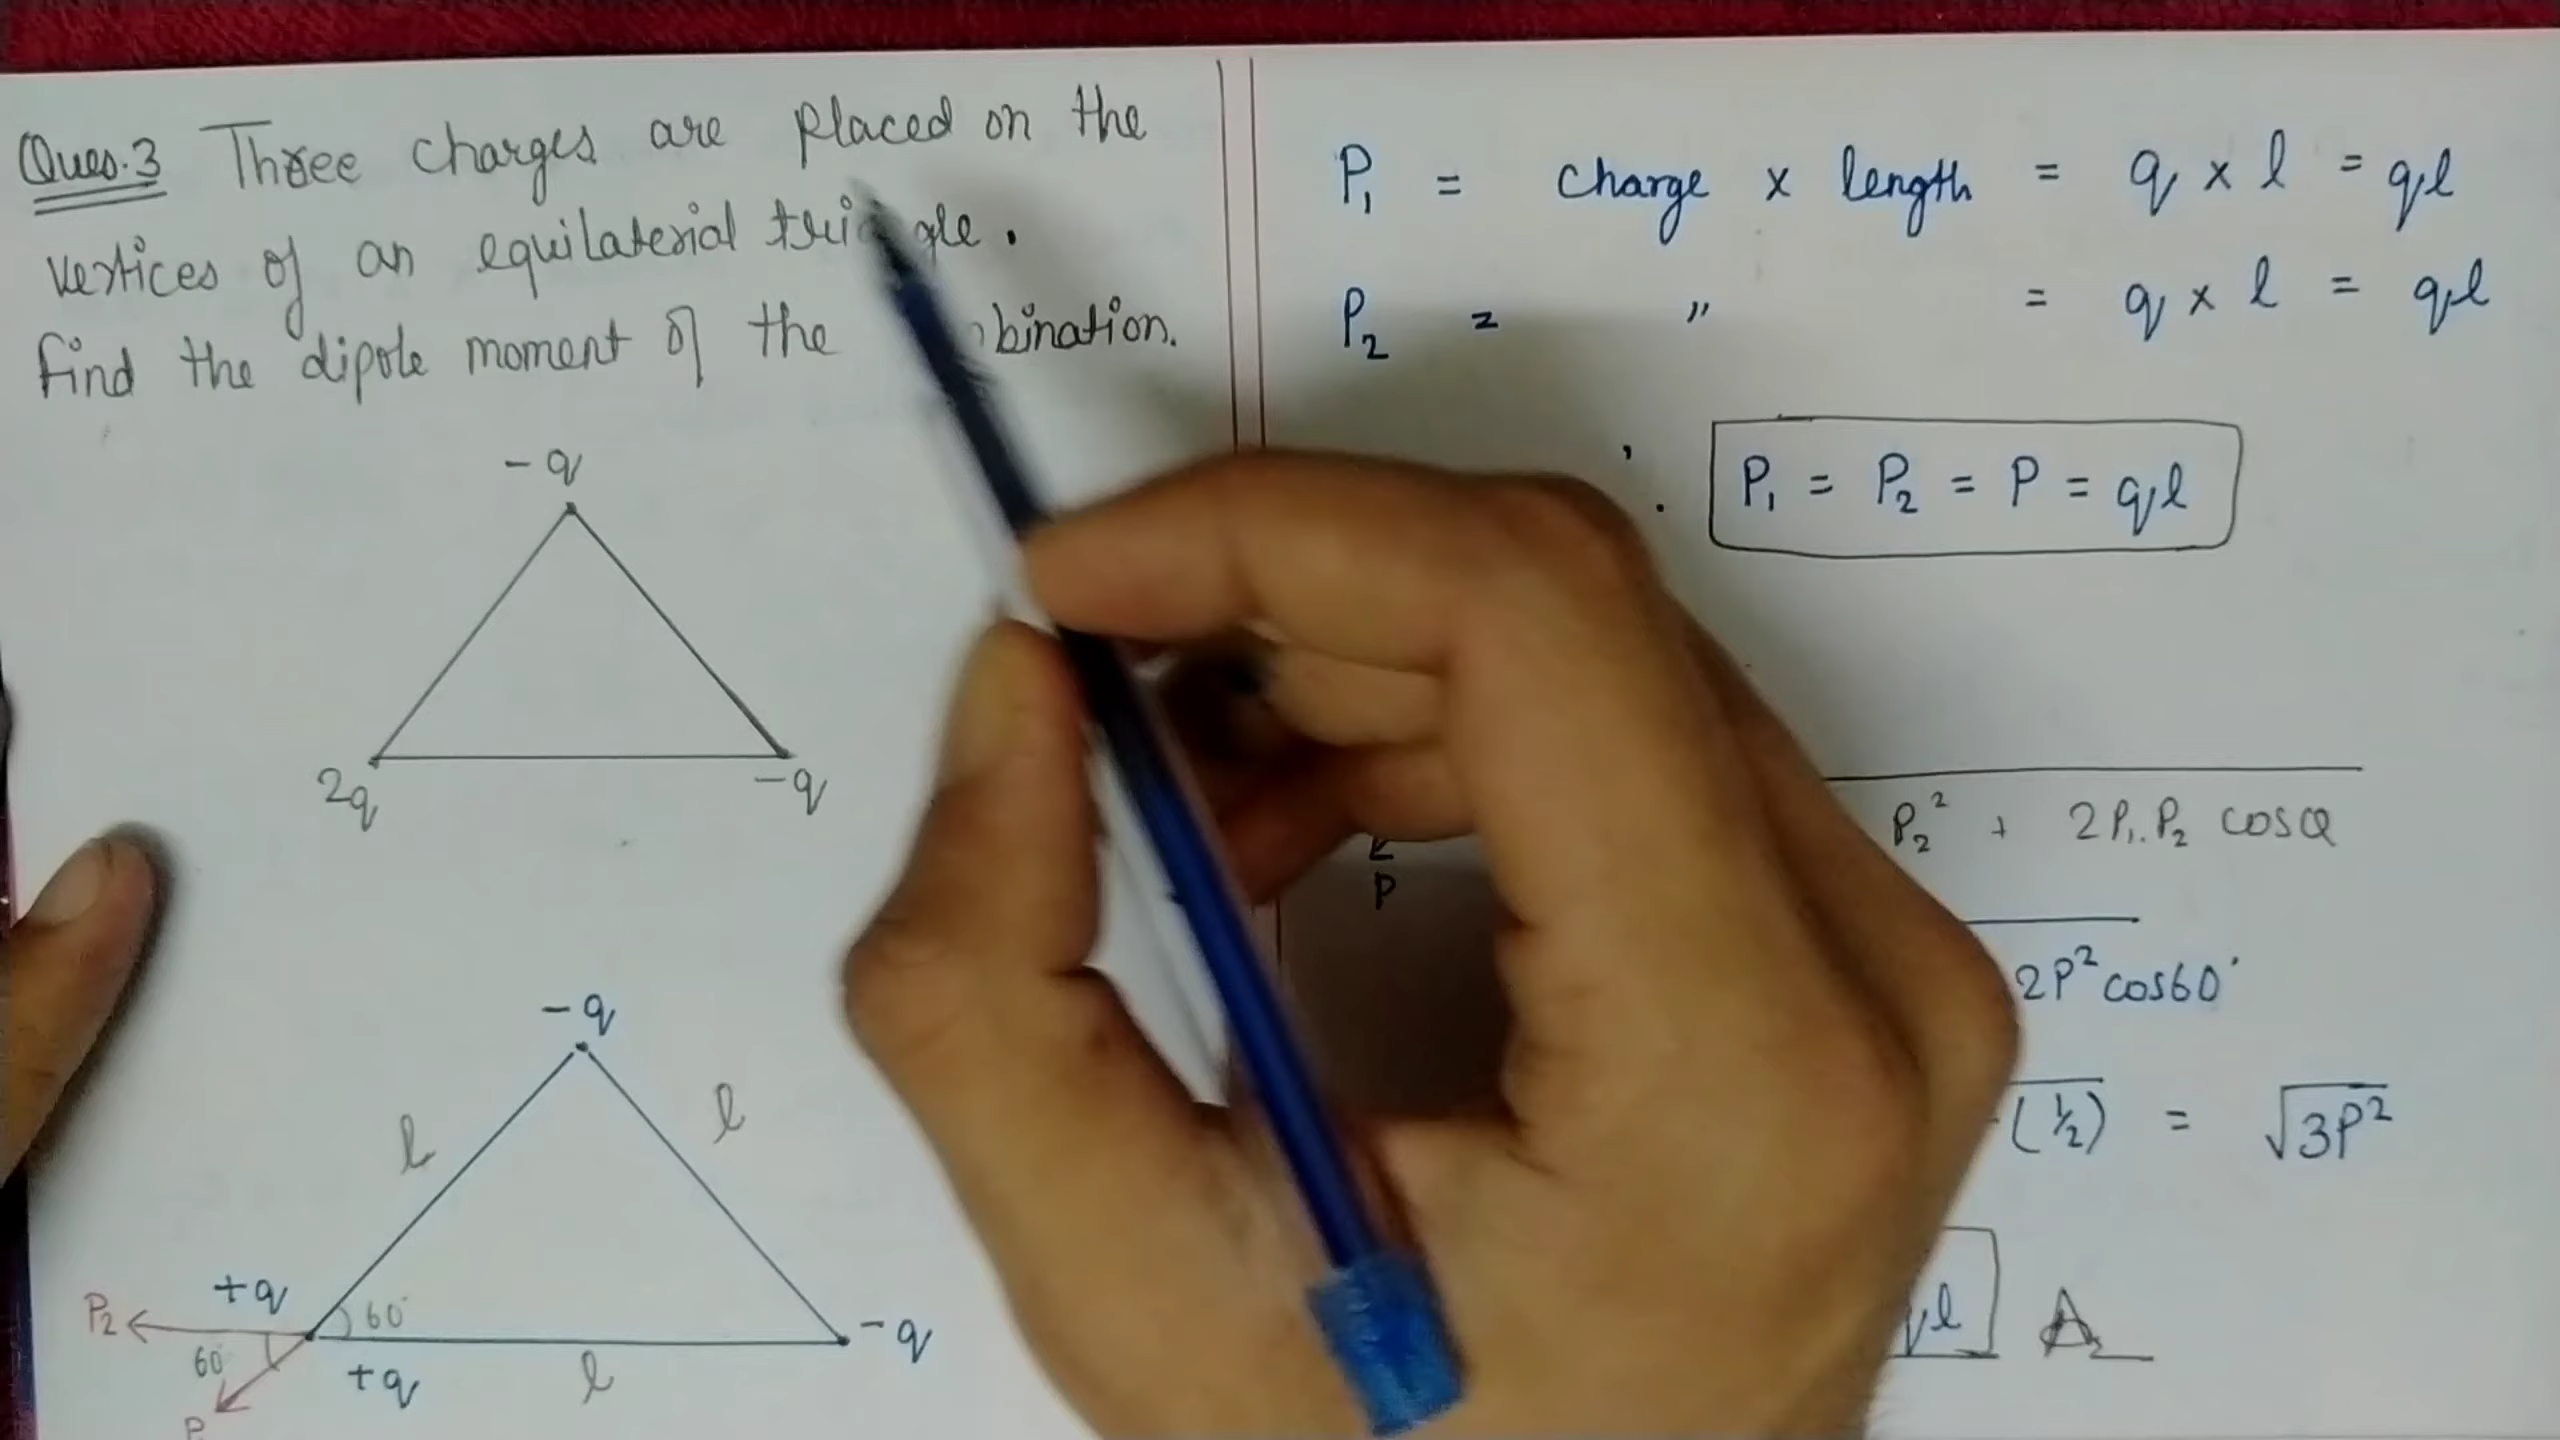 Ques.3 Three charges are placed on the
vertices of an equilaterial triangle.
find the dipole moment of the bination.
-q
2q
-q
-q
l
l
+q
60°
P2
60°
+q
l
-q
P
P1 = charge x length = q x l = ql
P2 = " = q x l = ql
P1 = P2 = P = ql
P
P2² + 2P1.P2 cosθ
2P² cos60°
(1/2) = √3P²
ql